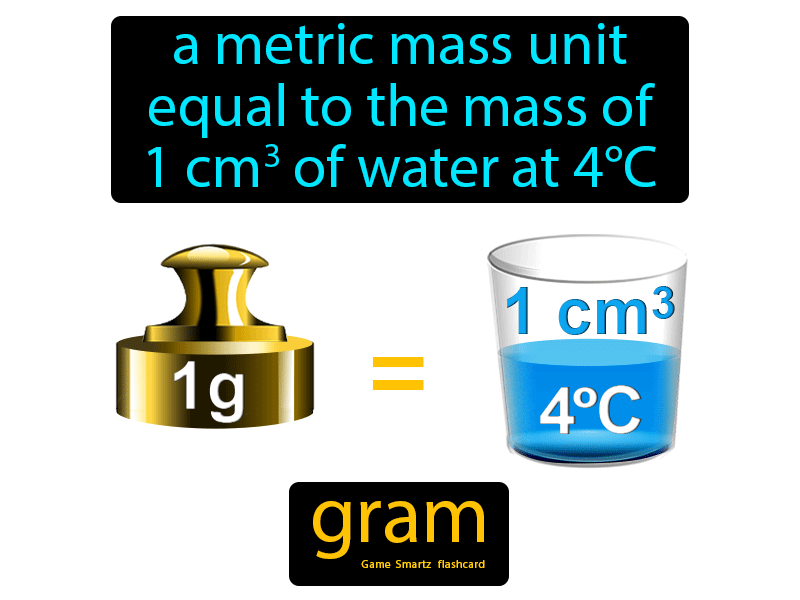 a metric mass unit
equal to the mass of
1 cm³ of water at 4°C
1 cm³
1g
=
4ºC
gram
Game Smartz flashcard